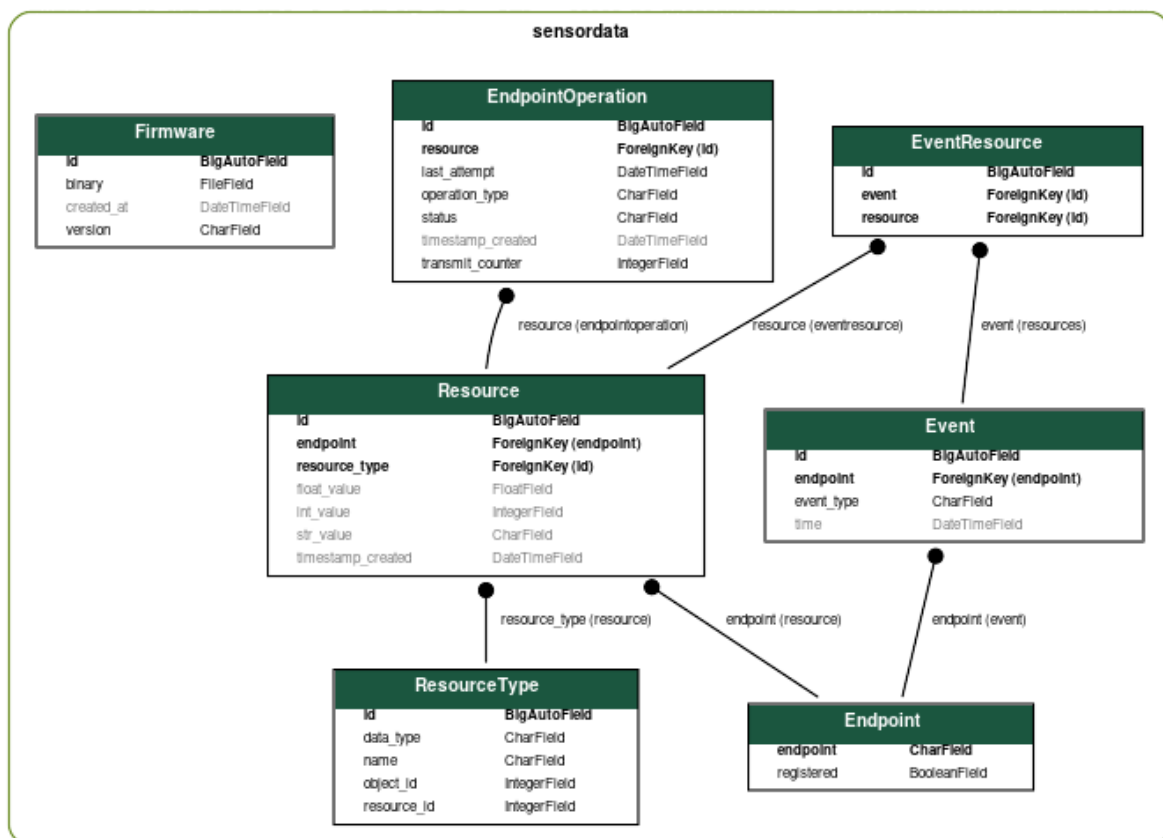 sensordata
Firmware
id BigAutoField
binary FileField
created_at DateTimeField
version CharField
EndpointOperation
id BigAutoField
resource ForeignKey (id)
last_attempt DateTimeField
operation_type CharField
status CharField
timestamp_created DateTimeField
transmit_counter IntegerField
EventResource
id BigAutoField
event ForeignKey (id)
resource ForeignKey (id)
resource (endpointoperation)
resource (eventresource)
event (resources)
Resource
id BigAutoField
endpoint ForeignKey (endpoint)
resource_type ForeignKey (id)
float_value FloatField
int_value IntegerField
str_value CharField
timestamp_created DateTimeField
Event
id BigAutoField
endpoint ForeignKey (endpoint)
event_type CharField
time DateTimeField
resource_type (resource)
endpoint (resource)
endpoint (event)
ResourceType
id BigAutoField
data_type CharField
name CharField
object_id IntegerField
resource_id IntegerField
Endpoint
endpoint CharField
registered BooleanField